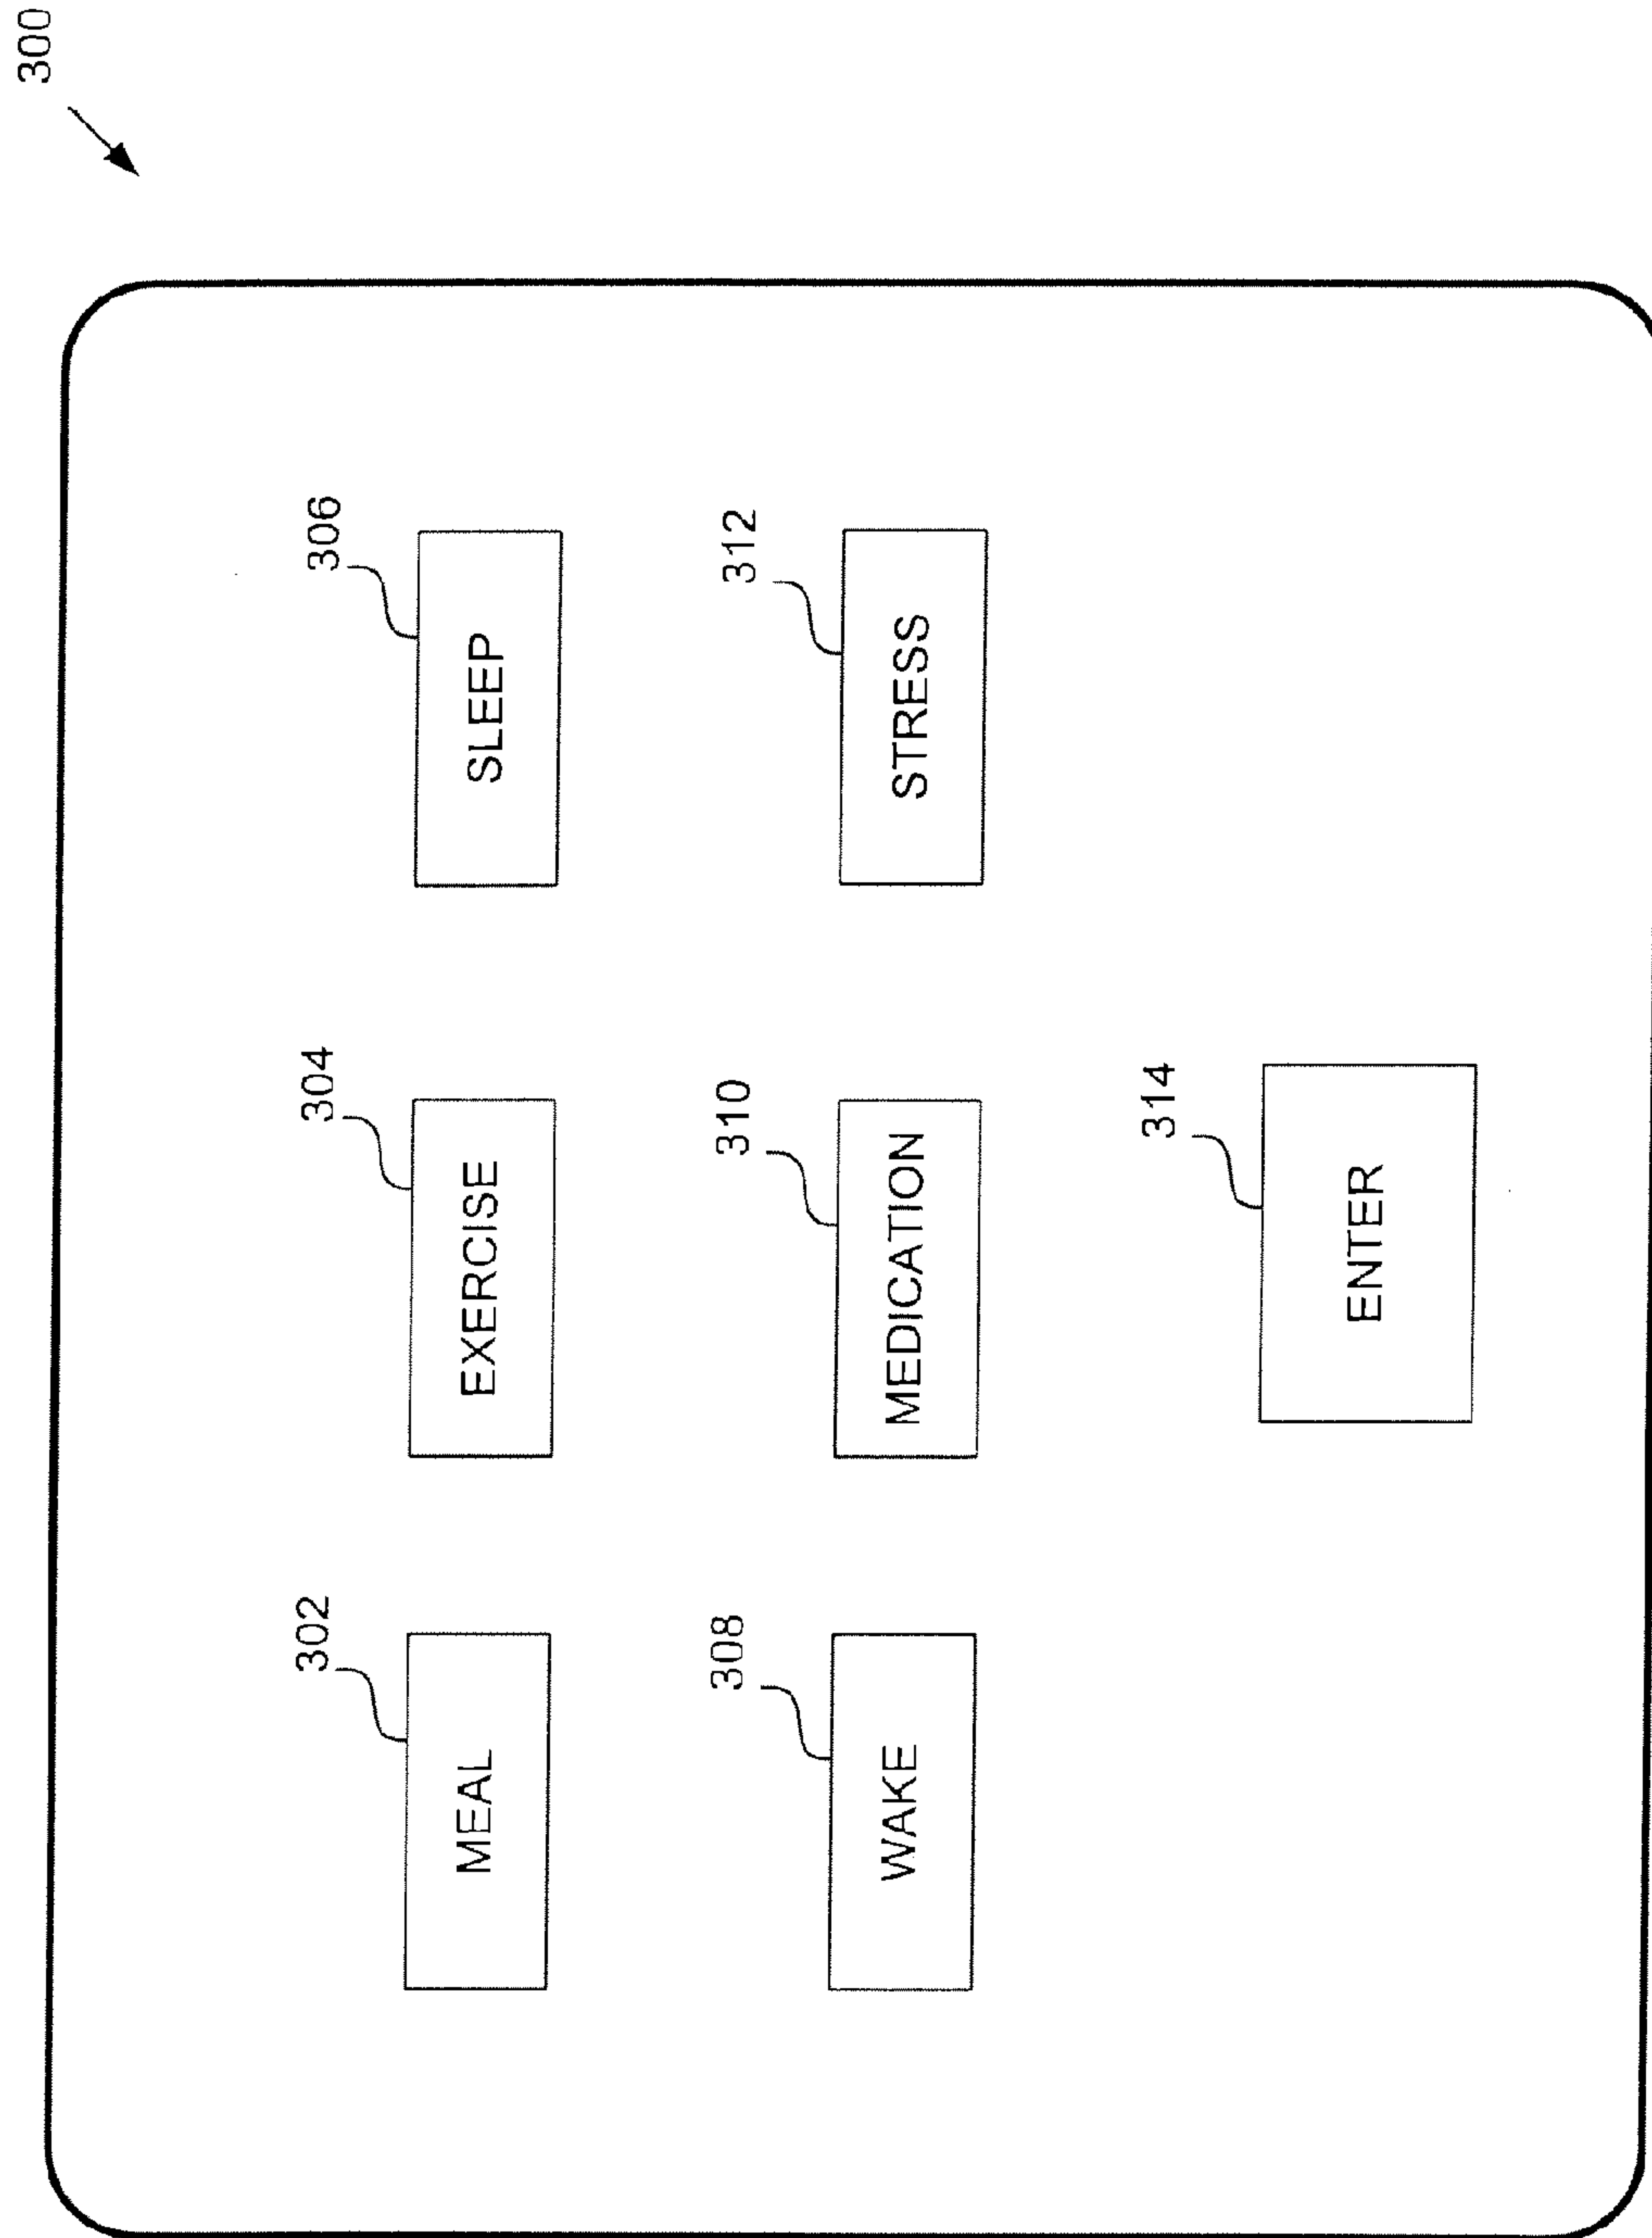 300
302
304
306
MEAL
EXERCISE
SLEEP
308
310
312
WAKE
MEDICATION
STRESS
314
ENTER